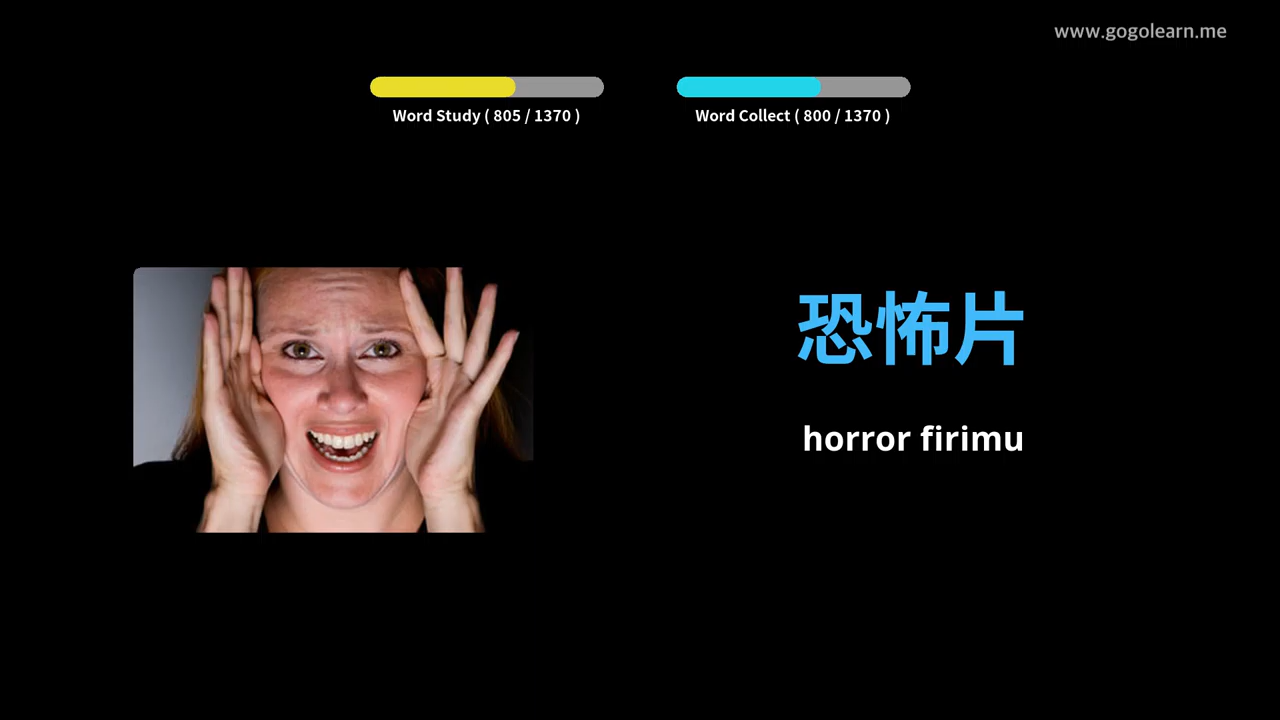 www.gogolearn.me
Word Study ( 805 / 1370 )
Word Collect ( 800 / 1370 )
恐怖片
horror firimu